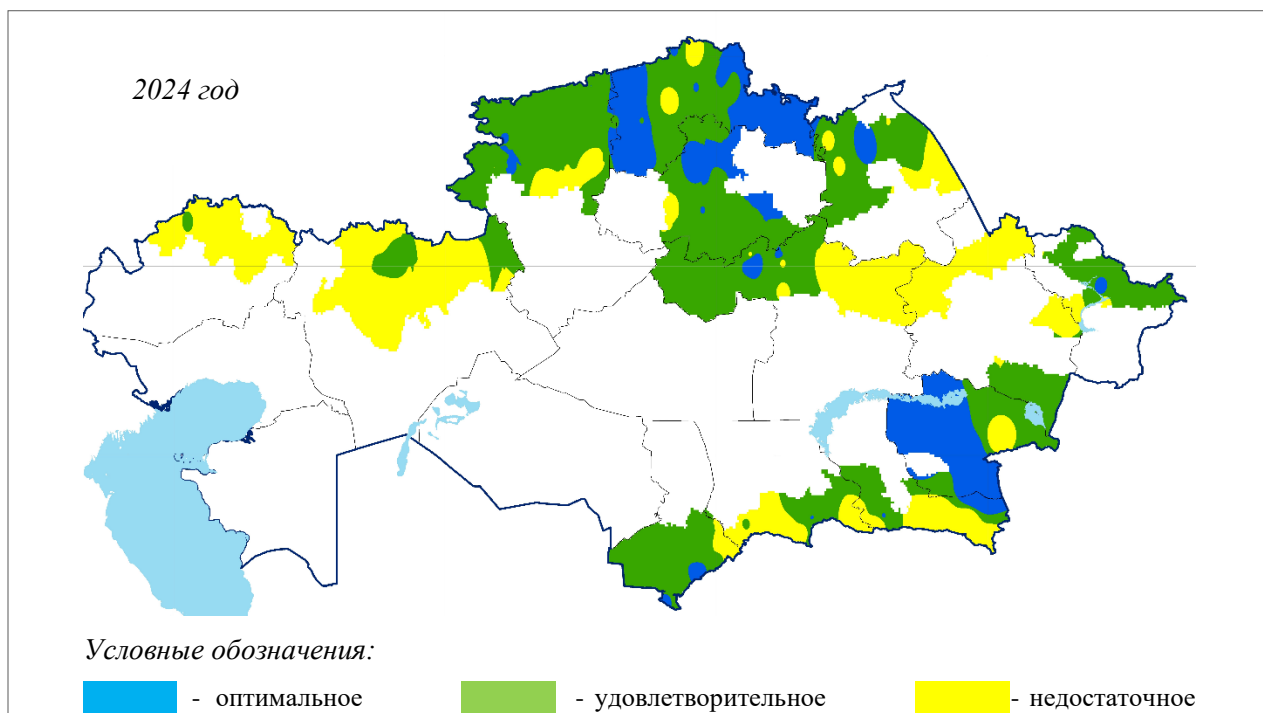 2024 год
Условные обозначения:
- оптимальное - удовлетворительное - недостаточное